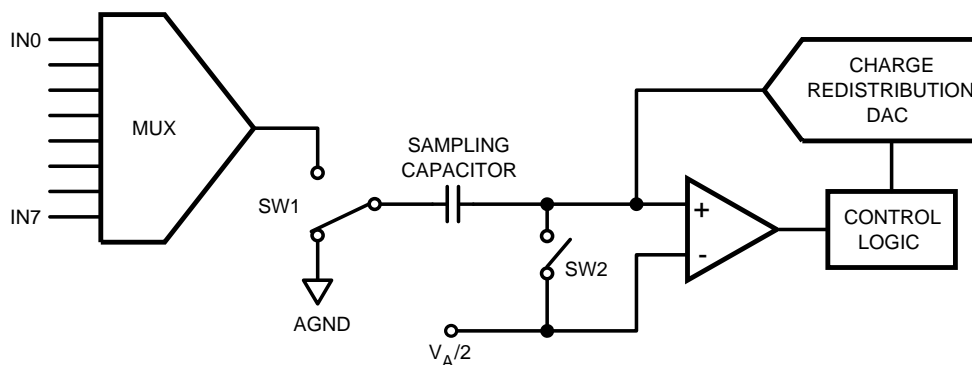 IN0
MUX
IN7
SW1
AGND
SAMPLING
CAPACITOR
SW2
V_A/2
+
-
CHARGE
REDISTRIBUTION
DAC
CONTROL
LOGIC